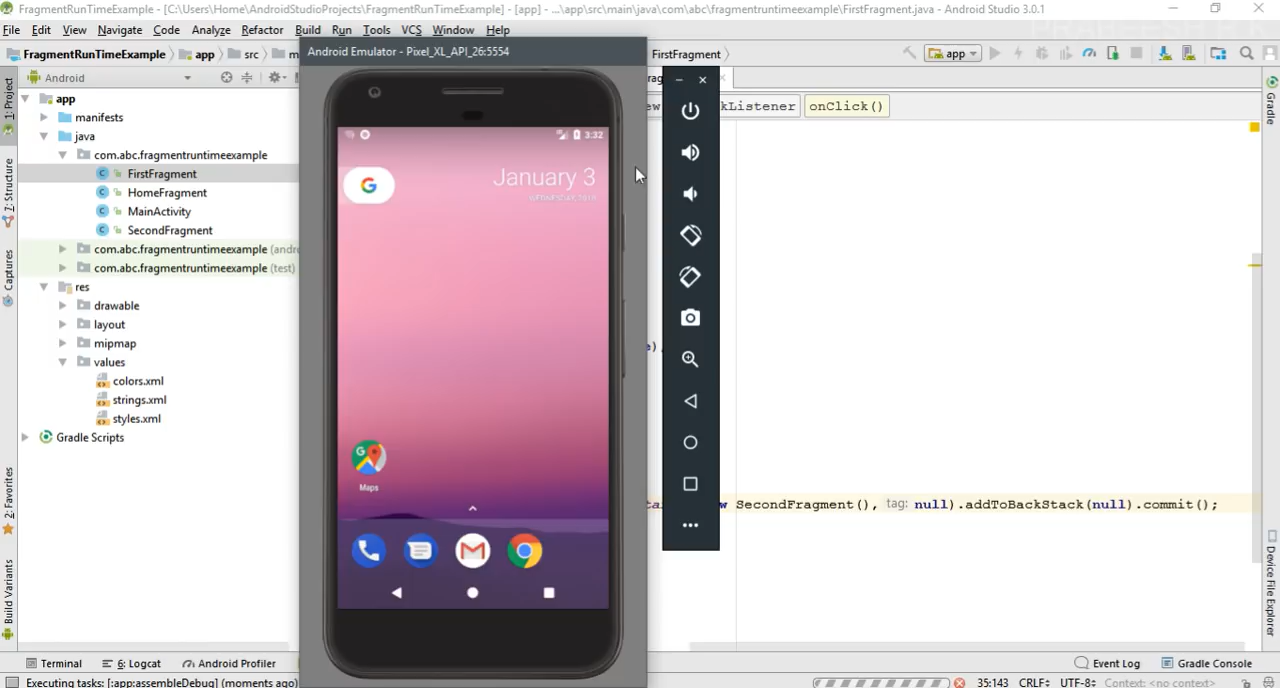 FragmentRunTimeExample - [C:\Users\Home\AndroidStudioProjects\FragmentRunTimeExample] - [app] - ...\app\src\main\java\com\abc\fragmentruntimeexample\FirstFragment.java - Android Studio 3.0.1
File Edit View Navigate Code Analyze Refactor Build Run Tools VCS Window Help
FragmentRunTimeExample app src m FirstFragment app
Android Emulator - Pixel_XL_API_26:5554
Android
1: Project
7: Structure
Captures
2: Favorites
Build Variants
app
manifests
java
com.abc.fragmentruntimeexample
FirstFragment
HomeFragment
MainActivity
SecondFragment
com.abc.fragmentruntimeexample (andr
com.abc.fragmentruntimeexample (test)
res
drawable
layout
mipmap
values
colors.xml
strings.xml
styles.xml
Gradle Scripts
3:32
January 3
Maps
ew kListener onClick()
e),
w SecondFragment(), tag: null).addToBackStack(null).commit();
Gradle
Device File Explorer
Terminal 6: Logcat Android Profiler Event Log Gradle Console
Executing tasks: [:app:assembleDebug] (moments ago) 35:143 CRLF÷ UTF-8÷ Context: <no context>